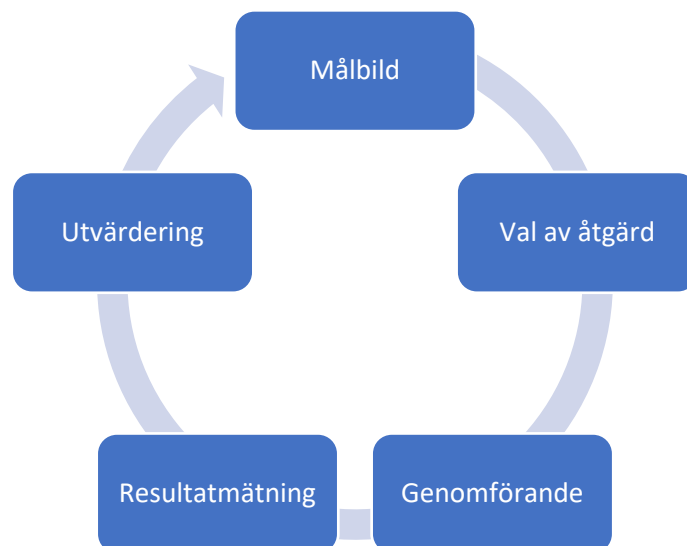 Målbild
Val av åtgärd
Genomförande
Resultatmätning
Utvärdering